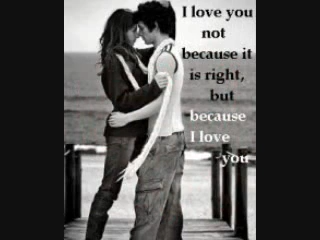 I love you
not
because it
is right,
but
because
I love
you